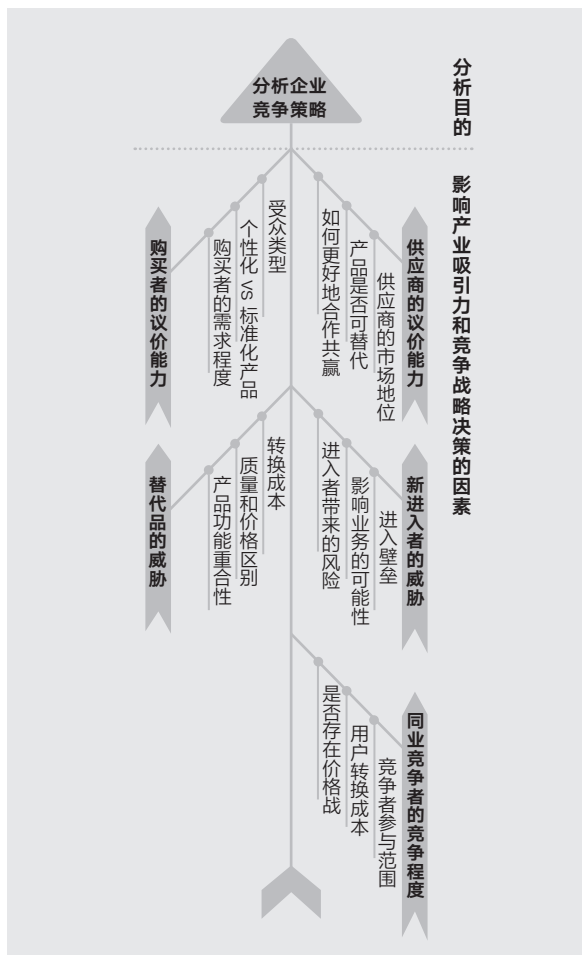 分析目的
影响产业吸引力和竞争战略决策的因素
分析企业
竞争策略
供应商的议价能力
供应商的市场地位
产品是否可替代
如何更好地合作共赢
受众类型
个性化 vs 标准化产品
购买者的需求程度
购买者的议价能力
新进入者的威胁
进入壁垒
影响业务的可能性
进入者带来的风险
转换成本
质量和价格区别
产品功能重合性
替代品的威胁
同业竞争者的竞争程度
竞争者参与范围
用户转换成本
是否存在价格战